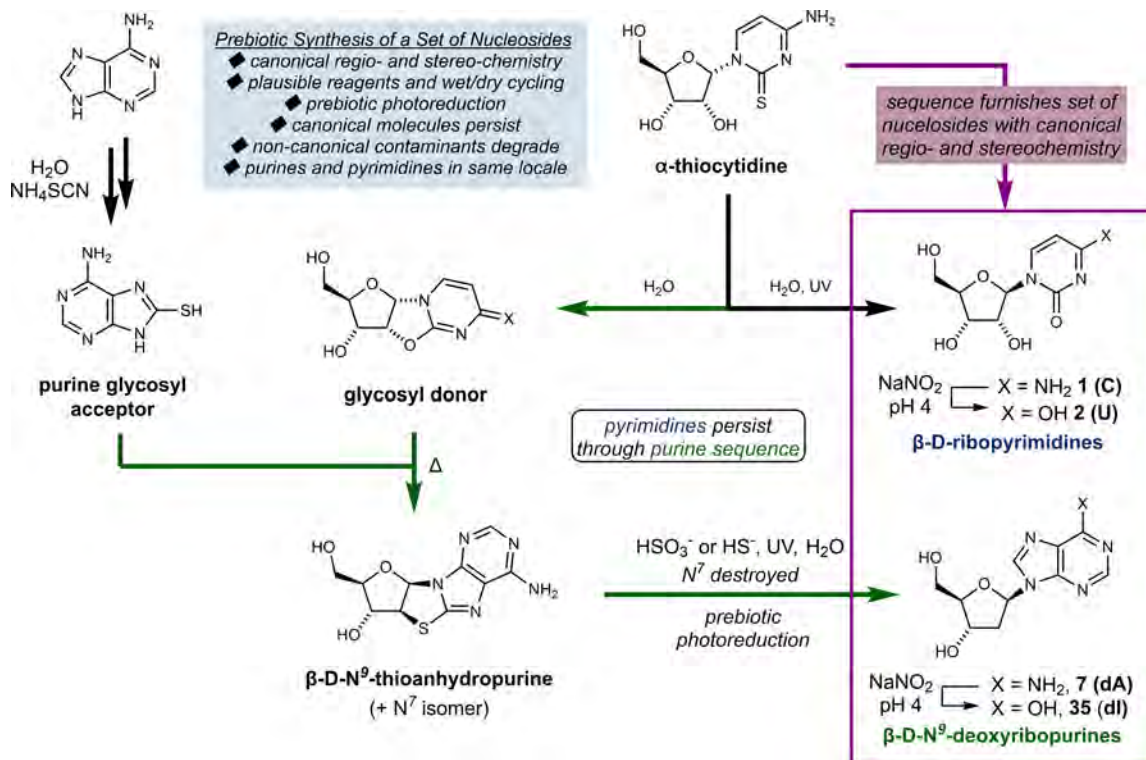 NH2
N
N
N
N
H
H2O
NH4SCN
Prebiotic Synthesis of a Set of Nucleosides
◆ canonical regio- and stereo-chemistry
◆ plausible reagents and wet/dry cycling
◆ prebiotic photoreduction
◆ canonical molecules persist
◆ non-canonical contaminants degrade
◆ purines and pyrimidines in same locale
HO
O
N
NH2
N
S
HO
OH
α-thiocytidine
sequence furnishes set of
nucelosides with canonical
regio- and stereochemistry
NH2
N
N
N
N
H
SH
purine glycosyl
acceptor
HO
O
N
X
N
O
HO
glycosyl donor
H2O
H2O, UV
X
HO
O
N
N
O
HO
OH
NaNO2
pH 4
X = NH2 1 (C)
X = OH 2 (U)
β-D-ribopyrimidines
pyrimidines persist
through purine sequence
Δ
HO
O
N
N
N
NH2
N
S
HO
β-D-N9-thioanhydropurine
(+ N7 isomer)
HSO3- or HS-, UV, H2O
N7 destroyed
prebiotic
photoreduction
X
N
N
N
N
HO
O
HO
NaNO2
pH 4
X = NH2, 7 (dA)
X = OH, 35 (dI)
β-D-N9-deoxyribopurines